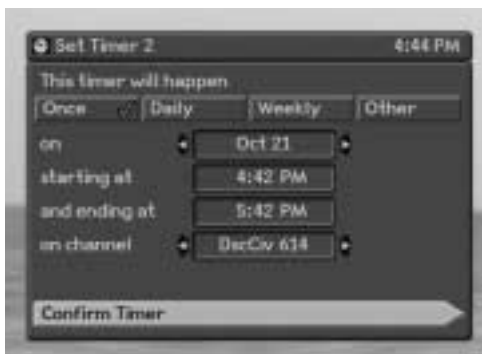 Set Timer 2 4:44 PM
This timer will happen
Once Daily Weekly Other
on Oct 21
starting at 4:42 PM
and ending at 5:42 PM
on channel DscCiv 614
Confirm Timer